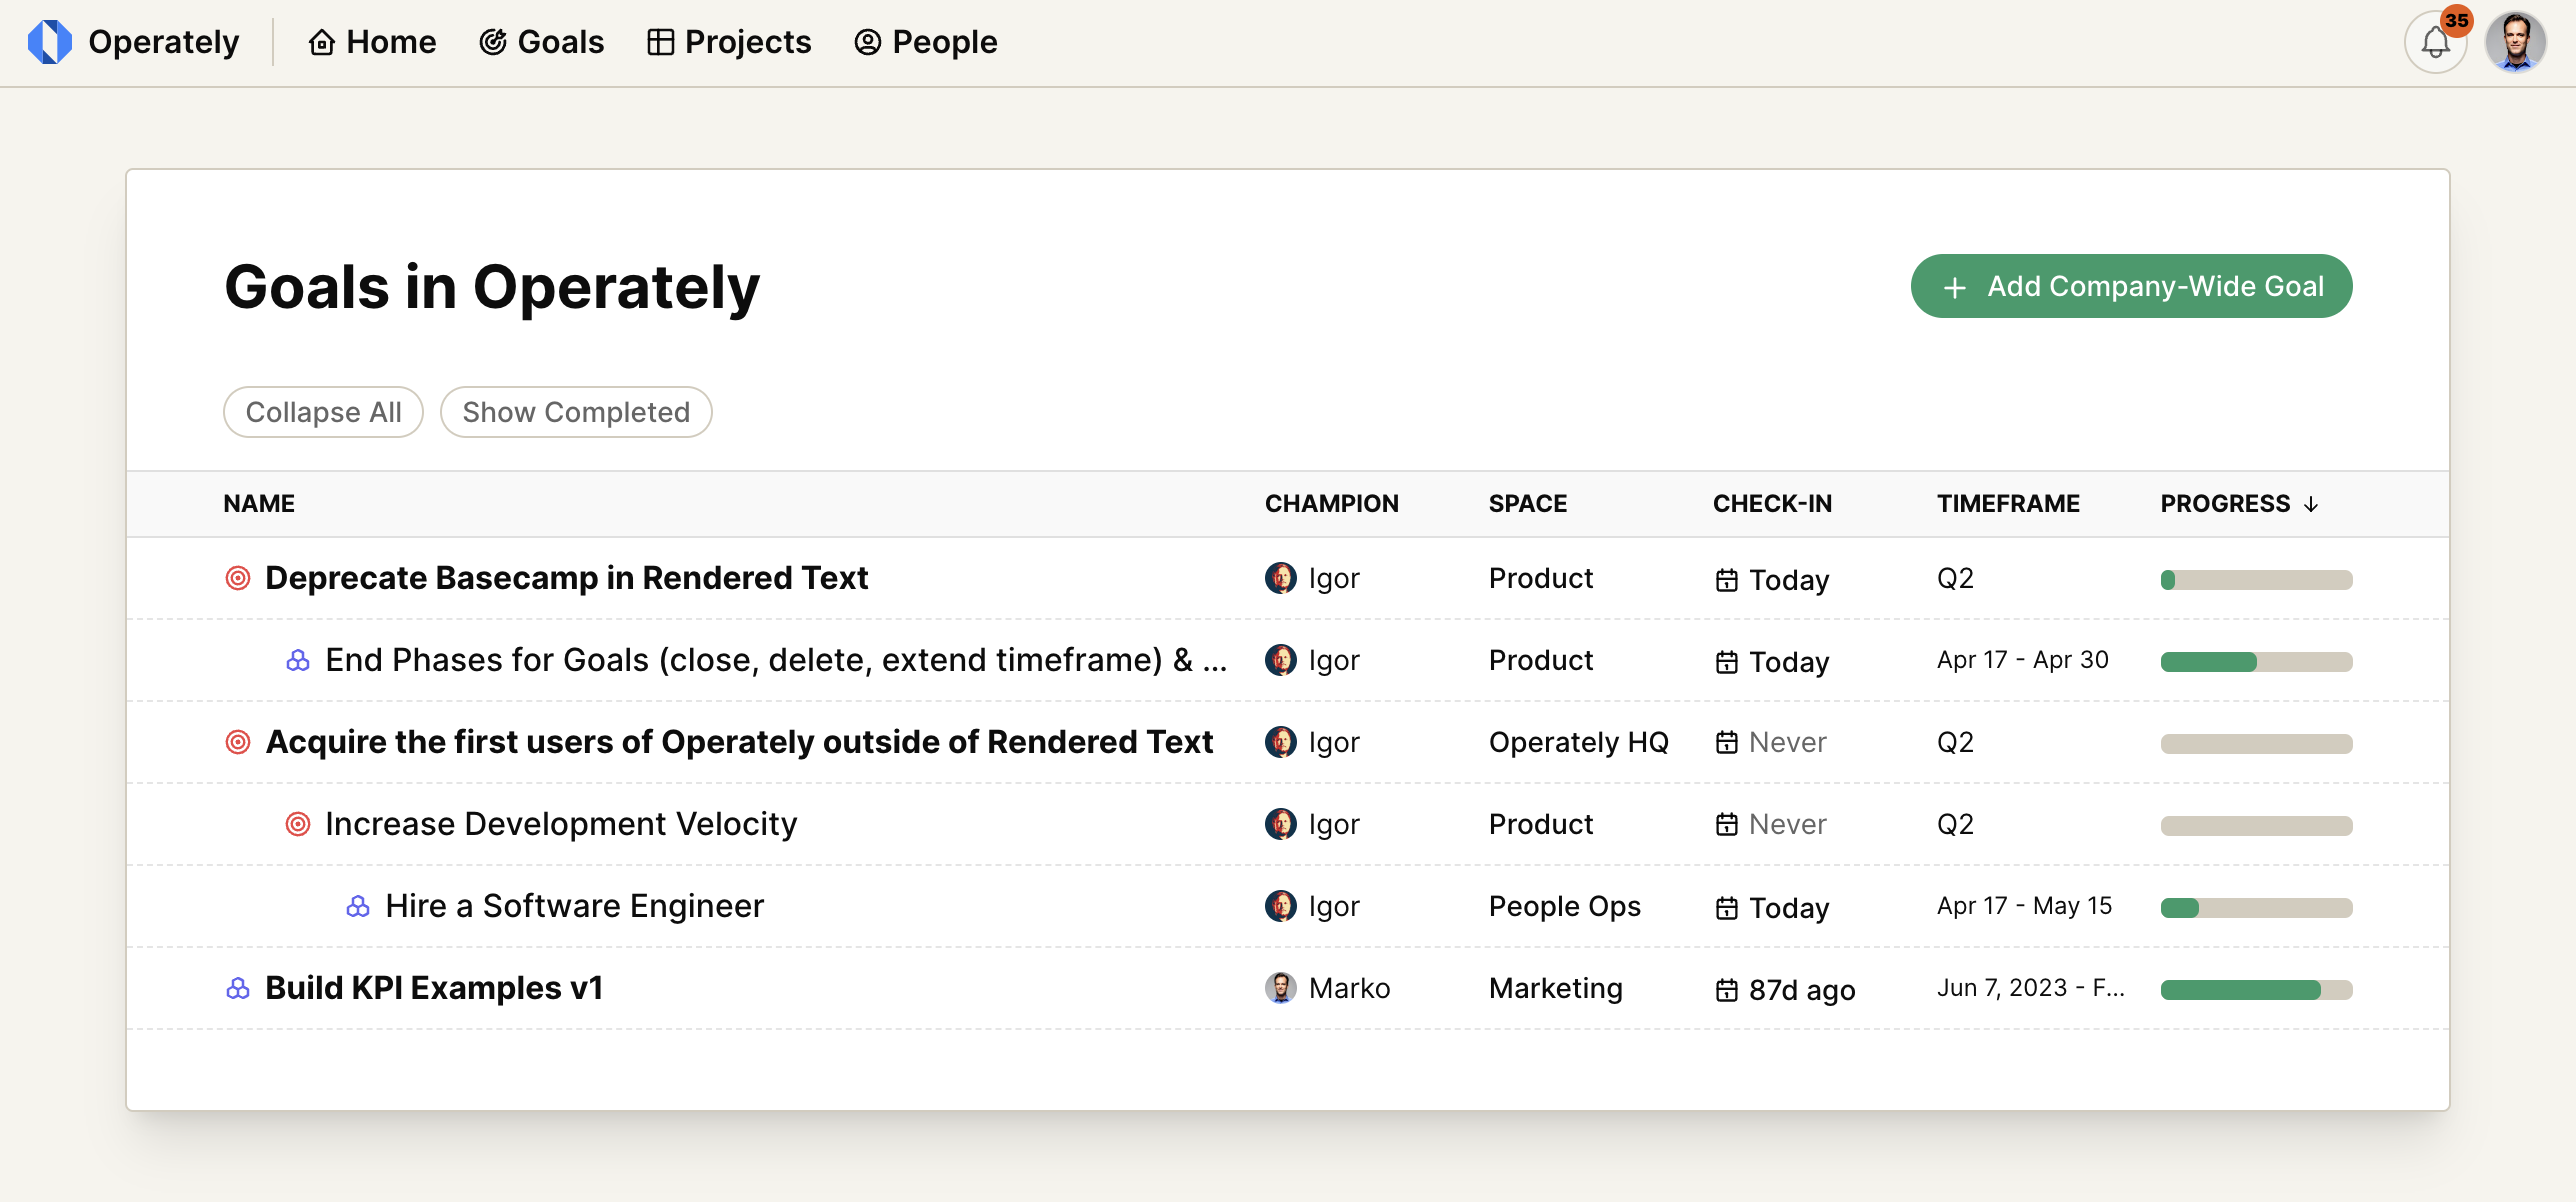 Operately Home Goals Projects People 35
Goals in Operately
Add Company-Wide Goal
Collapse All Show Completed
NAME CHAMPION SPACE CHECK-IN TIMEFRAME PROGRESS ↓
Deprecate Basecamp in Rendered Text Igor Product Today Q2
End Phases for Goals (close, delete, extend timeframe) & ... Igor Product Today Apr 17 - Apr 30
Acquire the first users of Operately outside of Rendered Text Igor Operately HQ Never Q2
Increase Development Velocity Igor Product Never Q2
Hire a Software Engineer Igor People Ops Today Apr 17 - May 15
Build KPI Examples v1 Marko Marketing 87d ago Jun 7, 2023 - F...